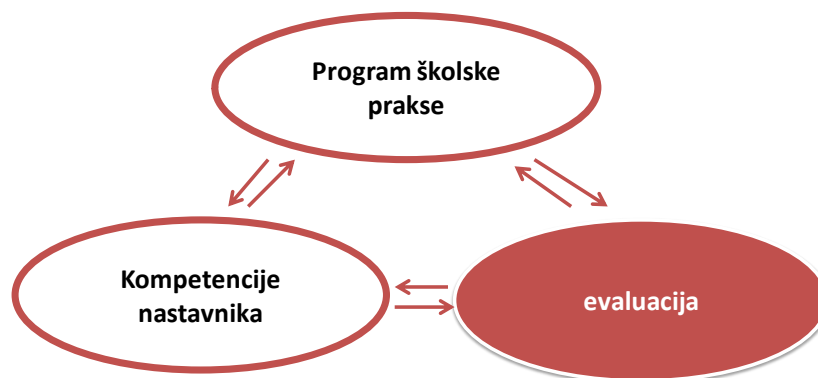 Program školske
prakse
Kompetencije
nastavnika
evaluacija